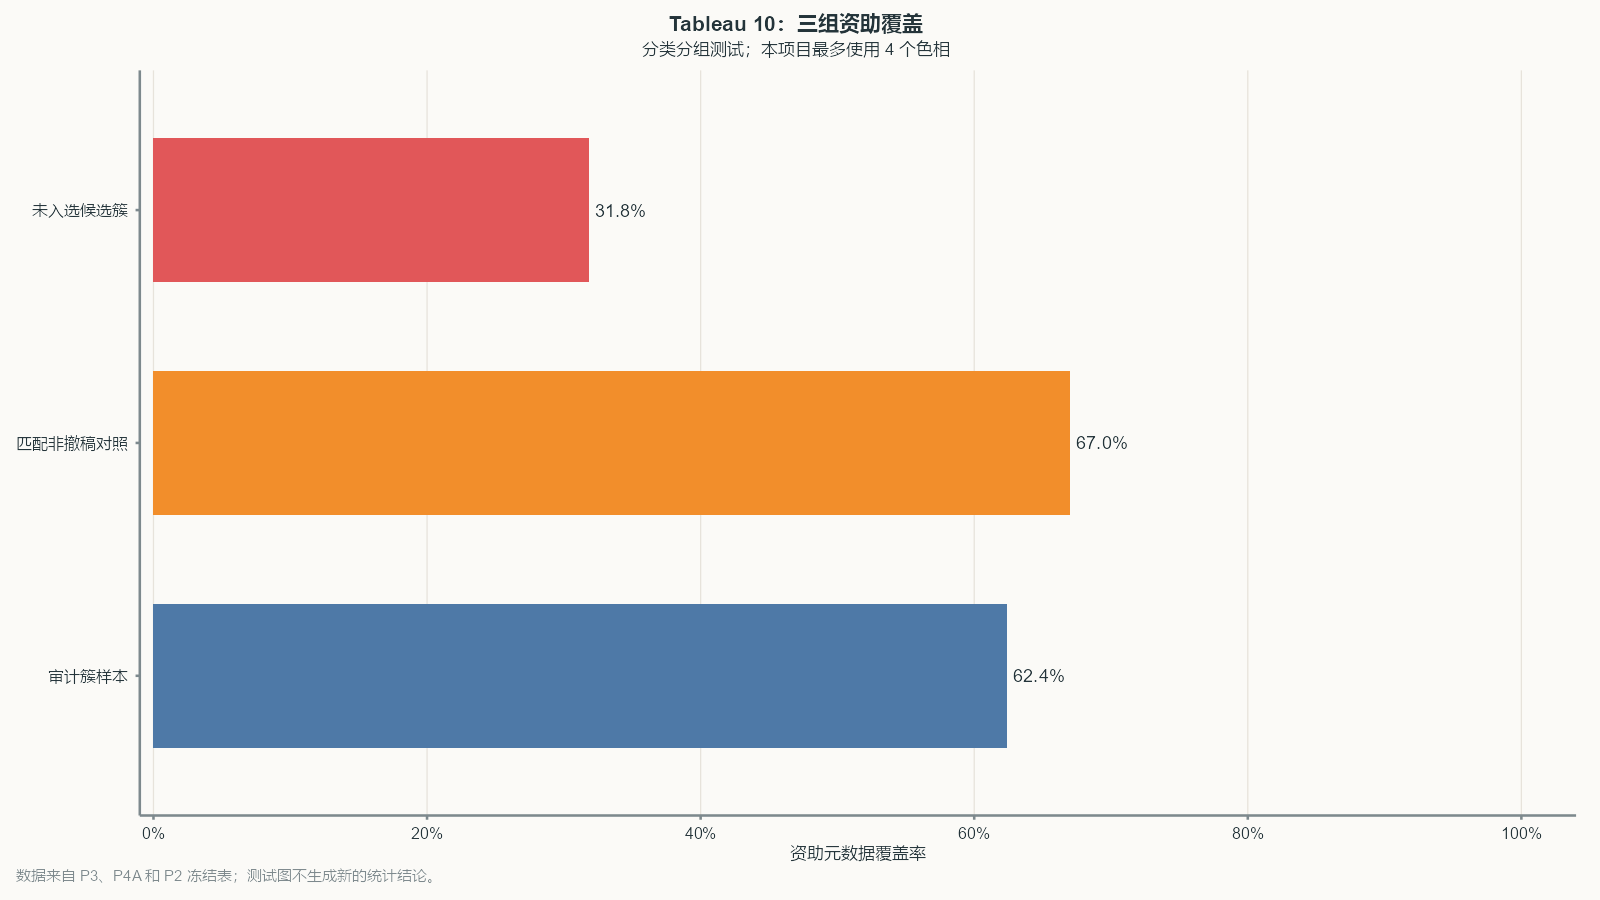 Tableau 10：三组资助覆盖
分类分组测试；本项目最多使用 4 个色相
未入选候选簇
31.8%
匹配非撤稿对照
67.0%
审计簇样本
62.4%
0%
20%
40%
60%
80%
100%
资助元数据覆盖率
数据来自 P3、P4A 和 P2 冻结表；测试图不生成新的统计结论。